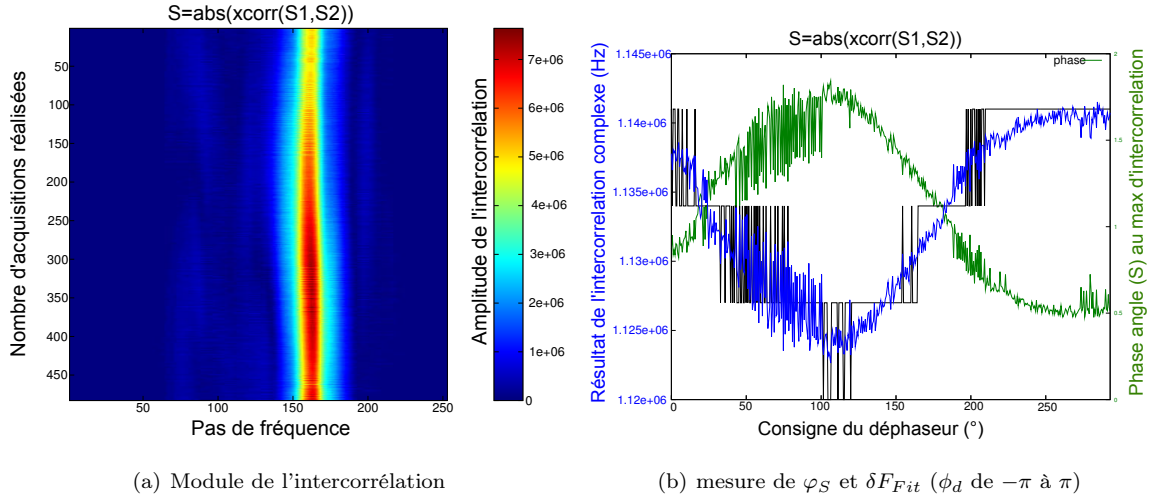 S=abs(xcorr(S1,S2))
Nombre d'acquisitions réalisées
50
100
150
200
250
300
350
400
450
50
100
150
200
250
Pas de fréquence
Amplitude de l'intercorrélation
7e+06
6e+06
5e+06
4e+06
3e+06
2e+06
1e+06
0
(a) Module de l'intercorrélation
S=abs(xcorr(S1,S2))
Résultat de l'intercorrelation complexe (Hz)
1.145e+06
1.14e+06
1.135e+06
1.13e+06
1.125e+06
1.12e+06
0
50
100
150
200
250
Consigne du déphaseur (°)
phase
2
1.5
1
0.5
0
Phase angle (S) au max d'intercorrelation
(b) mesure de φ_S et δF_Fit (ϕ_d de −π à π)